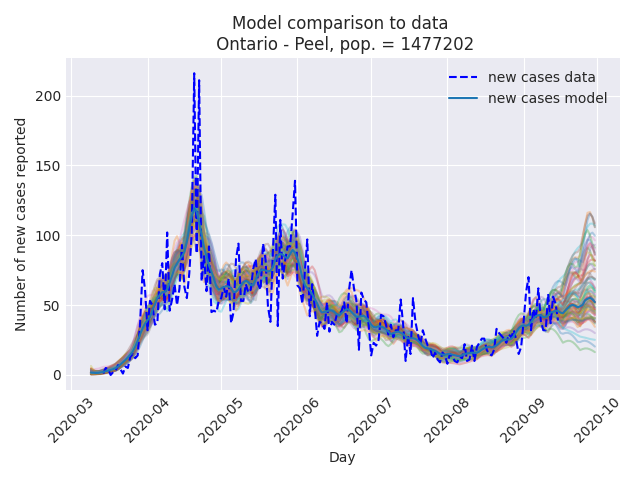 Model comparison to data
Ontario - Peel, pop. = 1477202
new cases data
new cases model
Number of new cases reported
200
150
100
50
0
2020-03
2020-04
2020-05
2020-06
2020-07
2020-08
2020-09
2020-10
Day